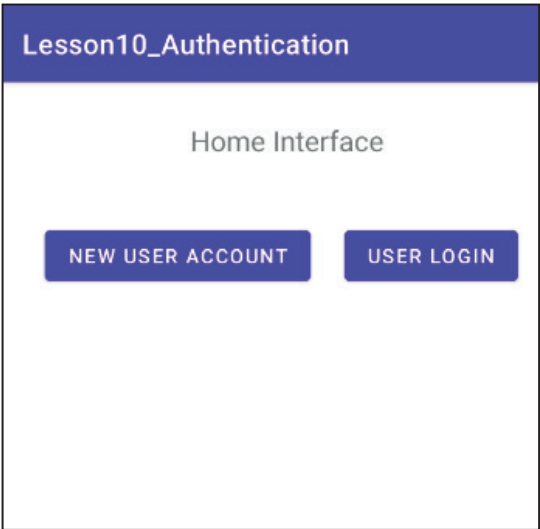 Lesson10_Authentication
Home Interface
NEW USER ACCOUNT USER LOGIN